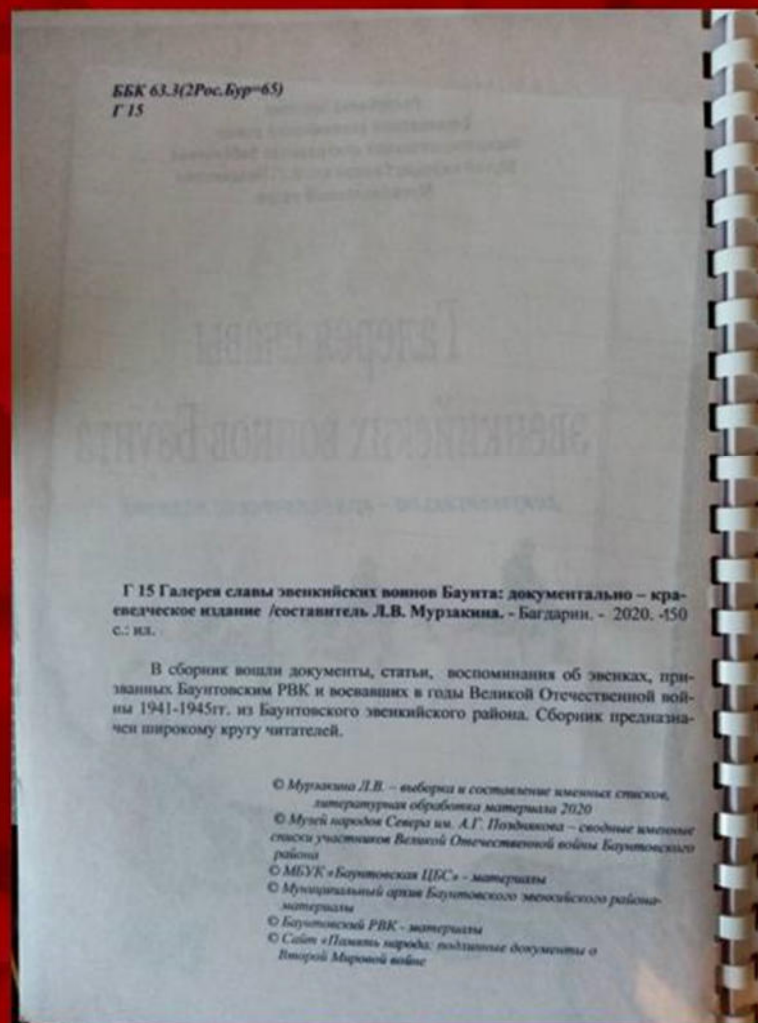 ББК 63.3(2Рос.Бур=65)
Г 15
Г 15 Галерея славы эвенкийских воинов Баунта: документально – кра-
еведческое издание /составитель Л.В. Мурзакина. - Багдарин. - 2020. -150
с.: ил.
В сборник вошли документы, статьи, воспоминания об эвенках, при-
званных Баунтовским РВК и воевавших в годы Великой Отечественной вой-
ны 1941-1945гг. из Баунтовского эвенкийского района. Сборник предназна-
чен широкому кругу читателей.
© Мурзакина Л.В. – выборка и составление именных списков,
литературная обработка материала 2020
© Музей народов Севера им. А.Г. Позднякова – сводные именные
списки участников Великой Отечественной войны Баунтовского
района
© МБУК «Баунтовская ЦБС» - материалы
© Муниципальный архив Баунтовского эвенкийского района-
материалы
© Баунтовский РВК - материалы
© Сайт «Память народа: подлинные документы о
Второй Мировой войне